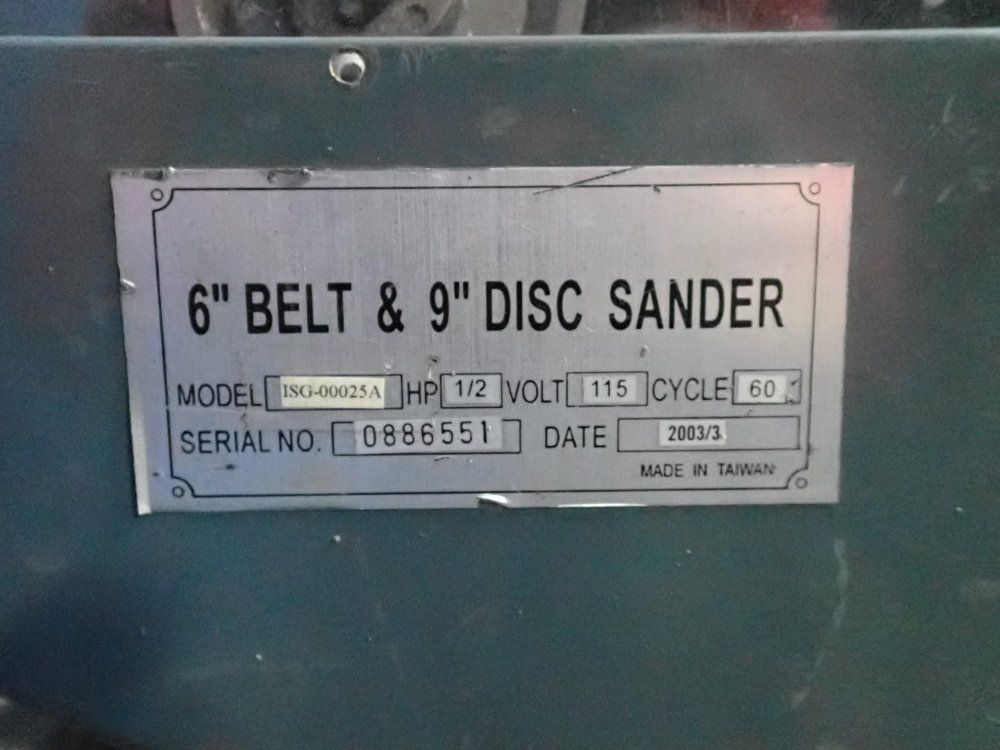 6" BELT & 9" DISC SANDER
MODEL ISG-00025A HP 1/2 VOLT 115 CYCLE 60
SERIAL NO. 0886551 DATE 2003/3
MADE IN TAIWAN